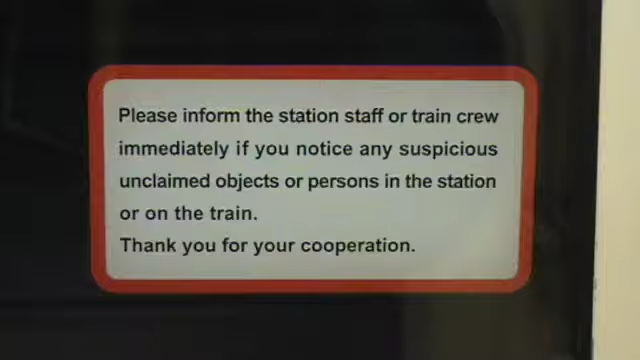 Please inform the station staff or train crew
immediately if you notice any suspicious
unclaimed objects or persons in the station
or on the train.
Thank you for your cooperation.